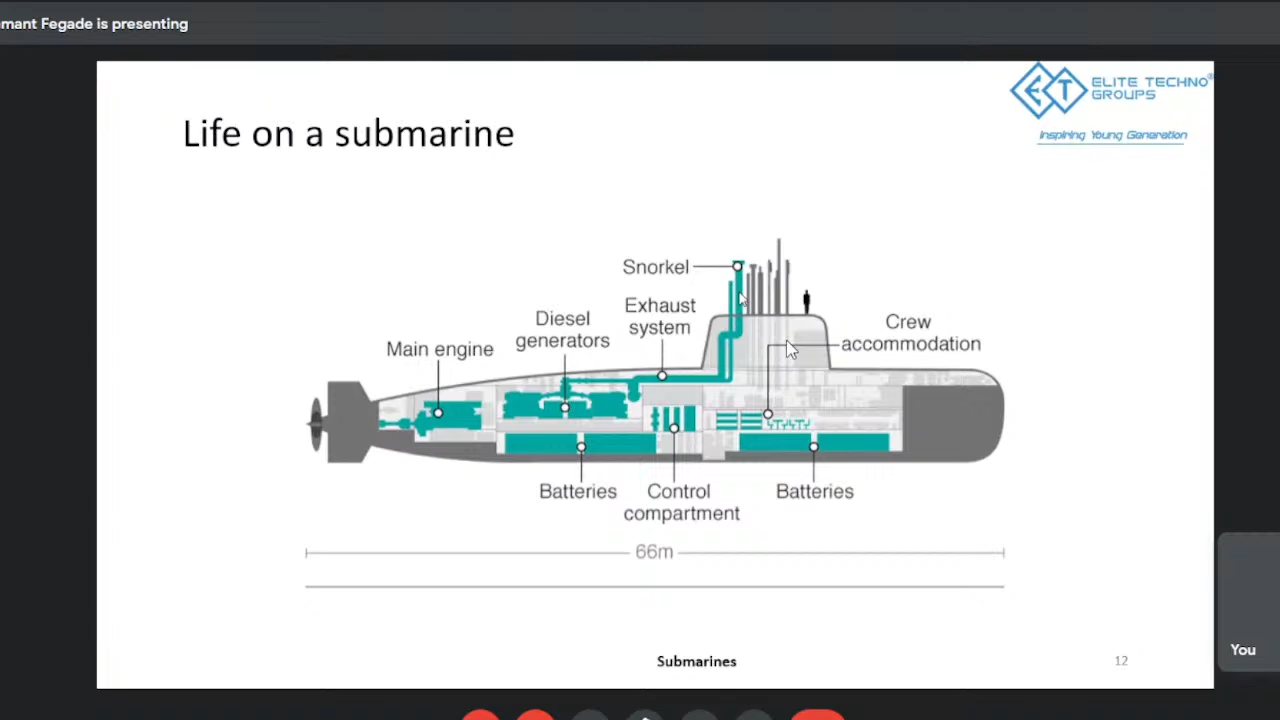 mant Fegade is presenting
ELITE TECHNO®
GROUPS
Inspiring Young Generation
Life on a submarine
Snorkel
Exhaust
system
Diesel
generators
Main engine
Crew
accommodation
Batteries
Control
compartment
Batteries
66m
Submarines
12
You